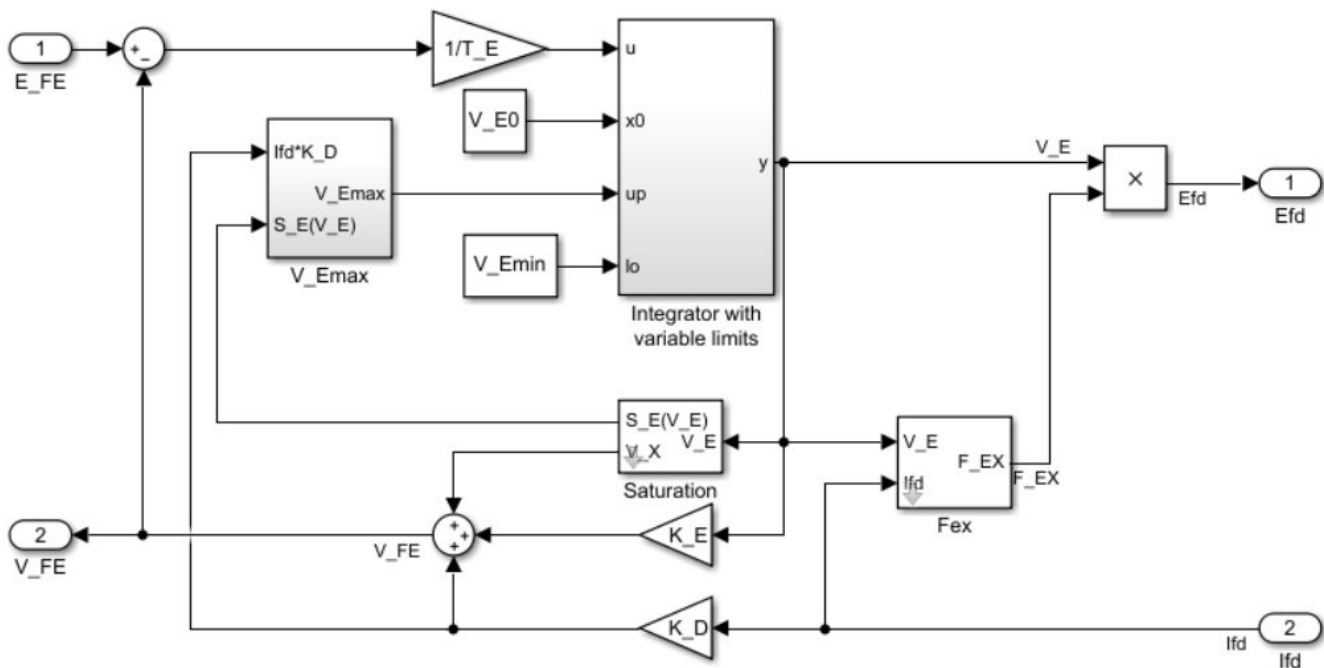 1
E_FE
+
-
1/T_E
u
V_E0
x0
Ifd*K_D
V_Emax
S_E(V_E)
V_Emax
up
y
V_Emin
lo
Integrator with
variable limits
V_E
×
Efd
1
Efd
S_E(V_E)
V_E
V_X
Saturation
V_E
F_EX
Ifd
Fex
F_EX
2
V_FE
V_FE
+
+
+
K_E
K_D
Ifd
2
Ifd